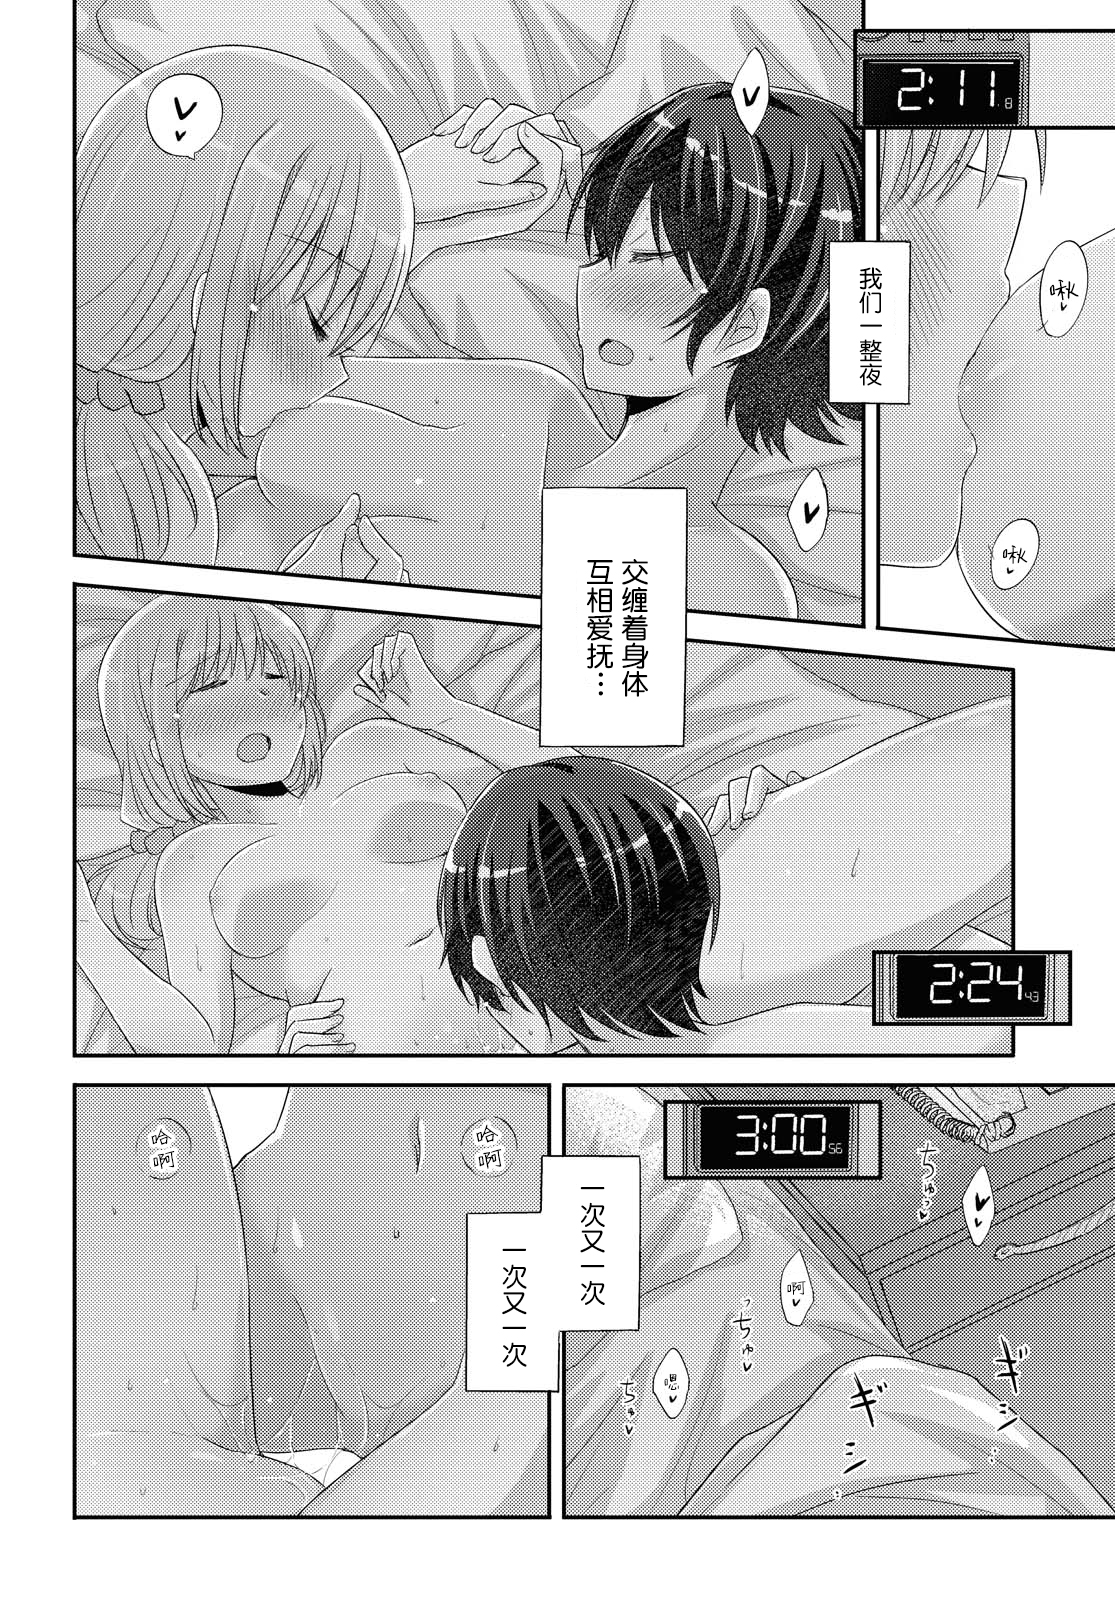 2:11 8
啾
我们一整夜
啾
交缠着身体
互相爱抚…
2:24 43
3:00 56
ちゅっ
啊
っちゅ
嗯
ちゅ
ギシ
ギシ
一次又一次
一次又一次
哈啊
哈啊